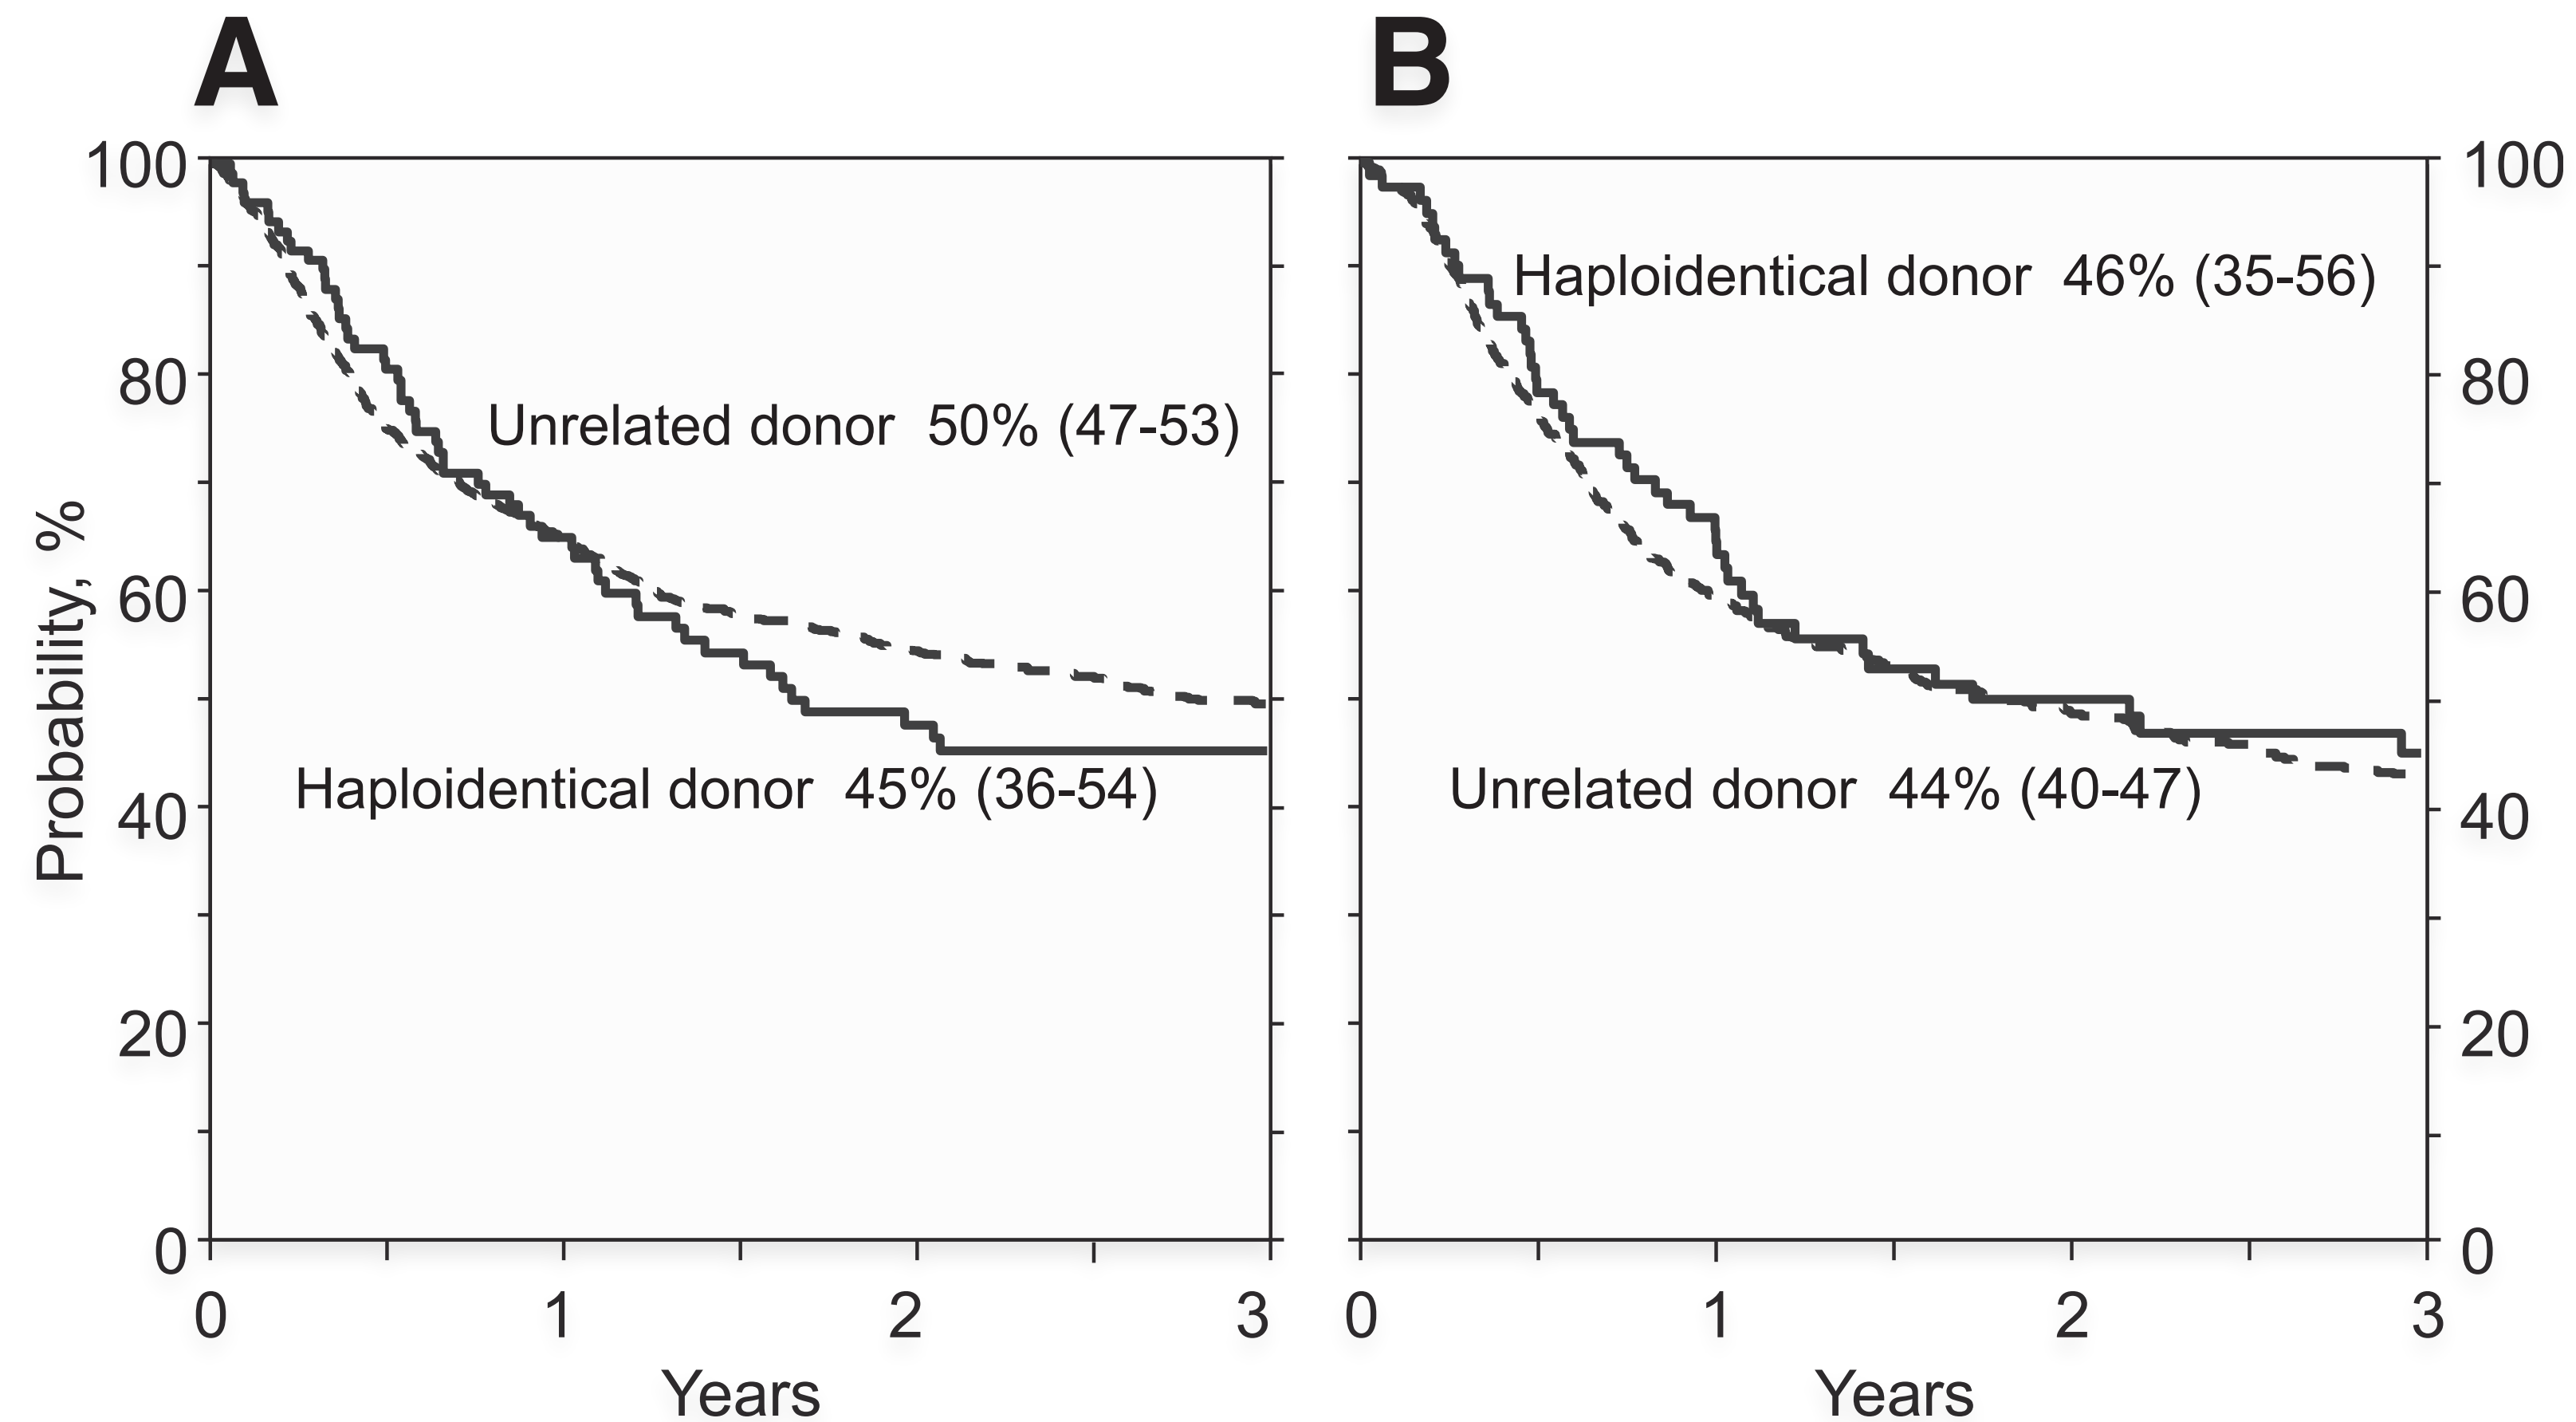 A
B
Probability, %
100
80
60
40
20
0
Unrelated donor 50% (47-53)
Haploidentical donor 45% (36-54)
0 1 2 3
Years
Haploidentical donor 46% (35-56)
Unrelated donor 44% (40-47)
100
80
60
40
20
0
0 1 2 3
Years